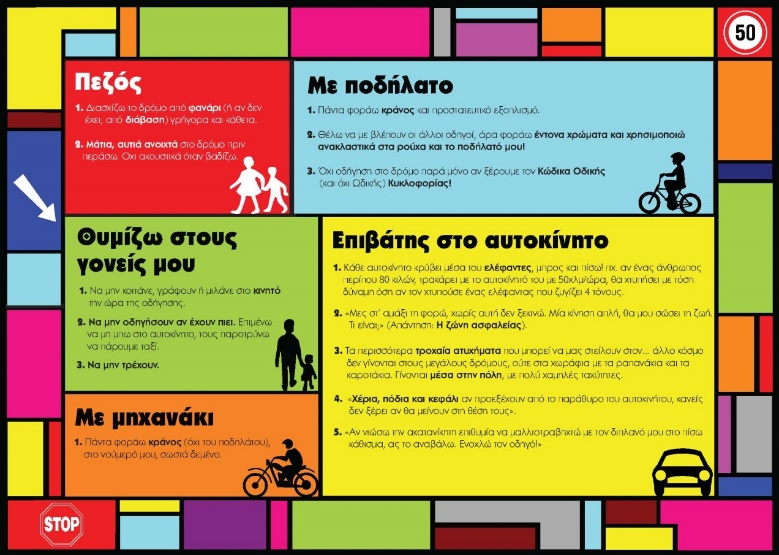 50
Πεζός
1. Διασχίζω το δρόμο από φανάρι (ή αν δεν
έχει, από διάβαση) γρήγορα και κάθετα.
2. Μάτια, αυτιά ανοιχτά στο δρόμο πριν
περάσω. Όχι ακουστικά όταν βαδίζω.
Με ποδήλατο
1. Πάντα φοράω κράνος και προστατευτικό εξοπλισμό.
2. Θέλω να με βλέπουν οι άλλοι οδηγοί, άρα φοράω έντονα χρώματα και χρησιμοποιώ
ανακλαστικά στα ρούχα και το ποδήλατό μου!
3. Όχι οδήγηση στο δρόμο παρά μόνο αν ξέρουμε τον Κώδικα Οδικής
(και όχι Ωδικής) Κυκλοφορίας!
Θυμίζω στους
γονείς μου
1. Να μην κοιτάνε, γράφουν ή μιλάνε στο κινητό
την ώρα της οδήγησης.
2. Να μην οδηγήσουν αν έχουν πιει. Επιμένω
να μη μπω στο αυτοκίνητο, τους παροτρύνω
να πάρουμε ταξί.
3. Να μην τρέχουν.
Με μηχανάκι
1. Πάντα φοράω κράνος (όχι του ποδηλάτου),
στο νούμερό μου, σωστά δεμένο.
Επιβάτης στο αυτοκίνητο
1. Κάθε αυτοκίνητο κρύβει μέσα του ελέφαντες, μπρος και πίσω! πχ. αν ένας άνθρωπος
περίπου 80 κιλών, τρακάρει με το αυτοκίνητό του με 50χλμ/ώρα, θα χτυπήσει με τόση
δύναμη όση αν τον χτυπούσε ένας ελέφαντας που ζυγίζει 4 τόνους.
2. «Μες στ' αμάξι τη φορώ, χωρίς αυτή δεν ξεκινώ. Μία κίνηση απλή, θα μου σώσει τη ζωή.
Τι είναι;» (Απάντηση: Η ζώνη ασφαλείας).
3. Τα περισσότερα τροχαία ατυχήματα που μπορεί να μας στείλουν στον... άλλο κόσμο
δεν γίνονται στους μεγάλους δρόμους, ούτε στα χωράφια με τα ραπανάκια και τα
καροτάκια. Γίνονται μέσα στην πόλη, με πολύ χαμηλές ταχύτητες.
4. «Χέρια, πόδια και κεφάλι αν προεξέχουν από το παράθυρο του αυτοκινήτου, κανείς
δεν ξέρει αν θα μείνουν στη θέση τους».
5. «Αν νιώσω την ακατανίκητη επιθυμία να μαλλιοτραβηχτώ με τον διπλανό μου στο πίσω
κάθισμα, ας το αναβάλω. Ενοχλώ τον οδηγό!»
STOP